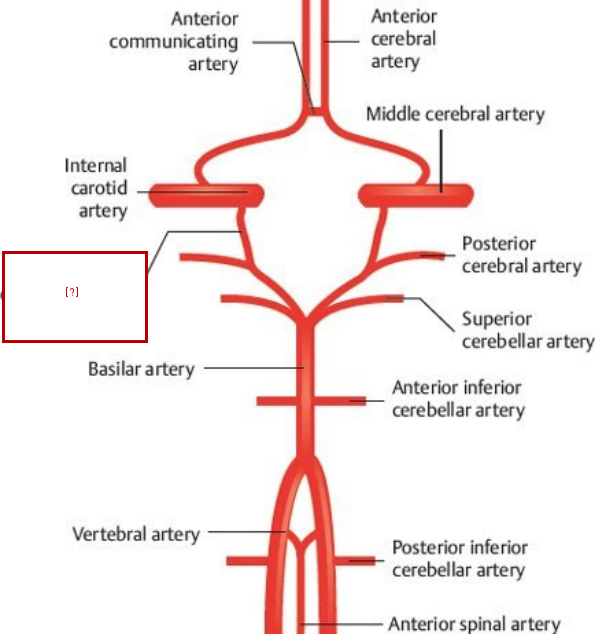 Anterior
communicating
artery
Anterior
cerebral
artery
Middle cerebral artery
Internal
carotid
artery
[?]
Posterior
cerebral artery
Superior
cerebellar artery
Basilar artery
Anterior inferior
cerebellar artery
Vertebral artery
Posterior inferior
cerebellar artery
Anterior spinal artery